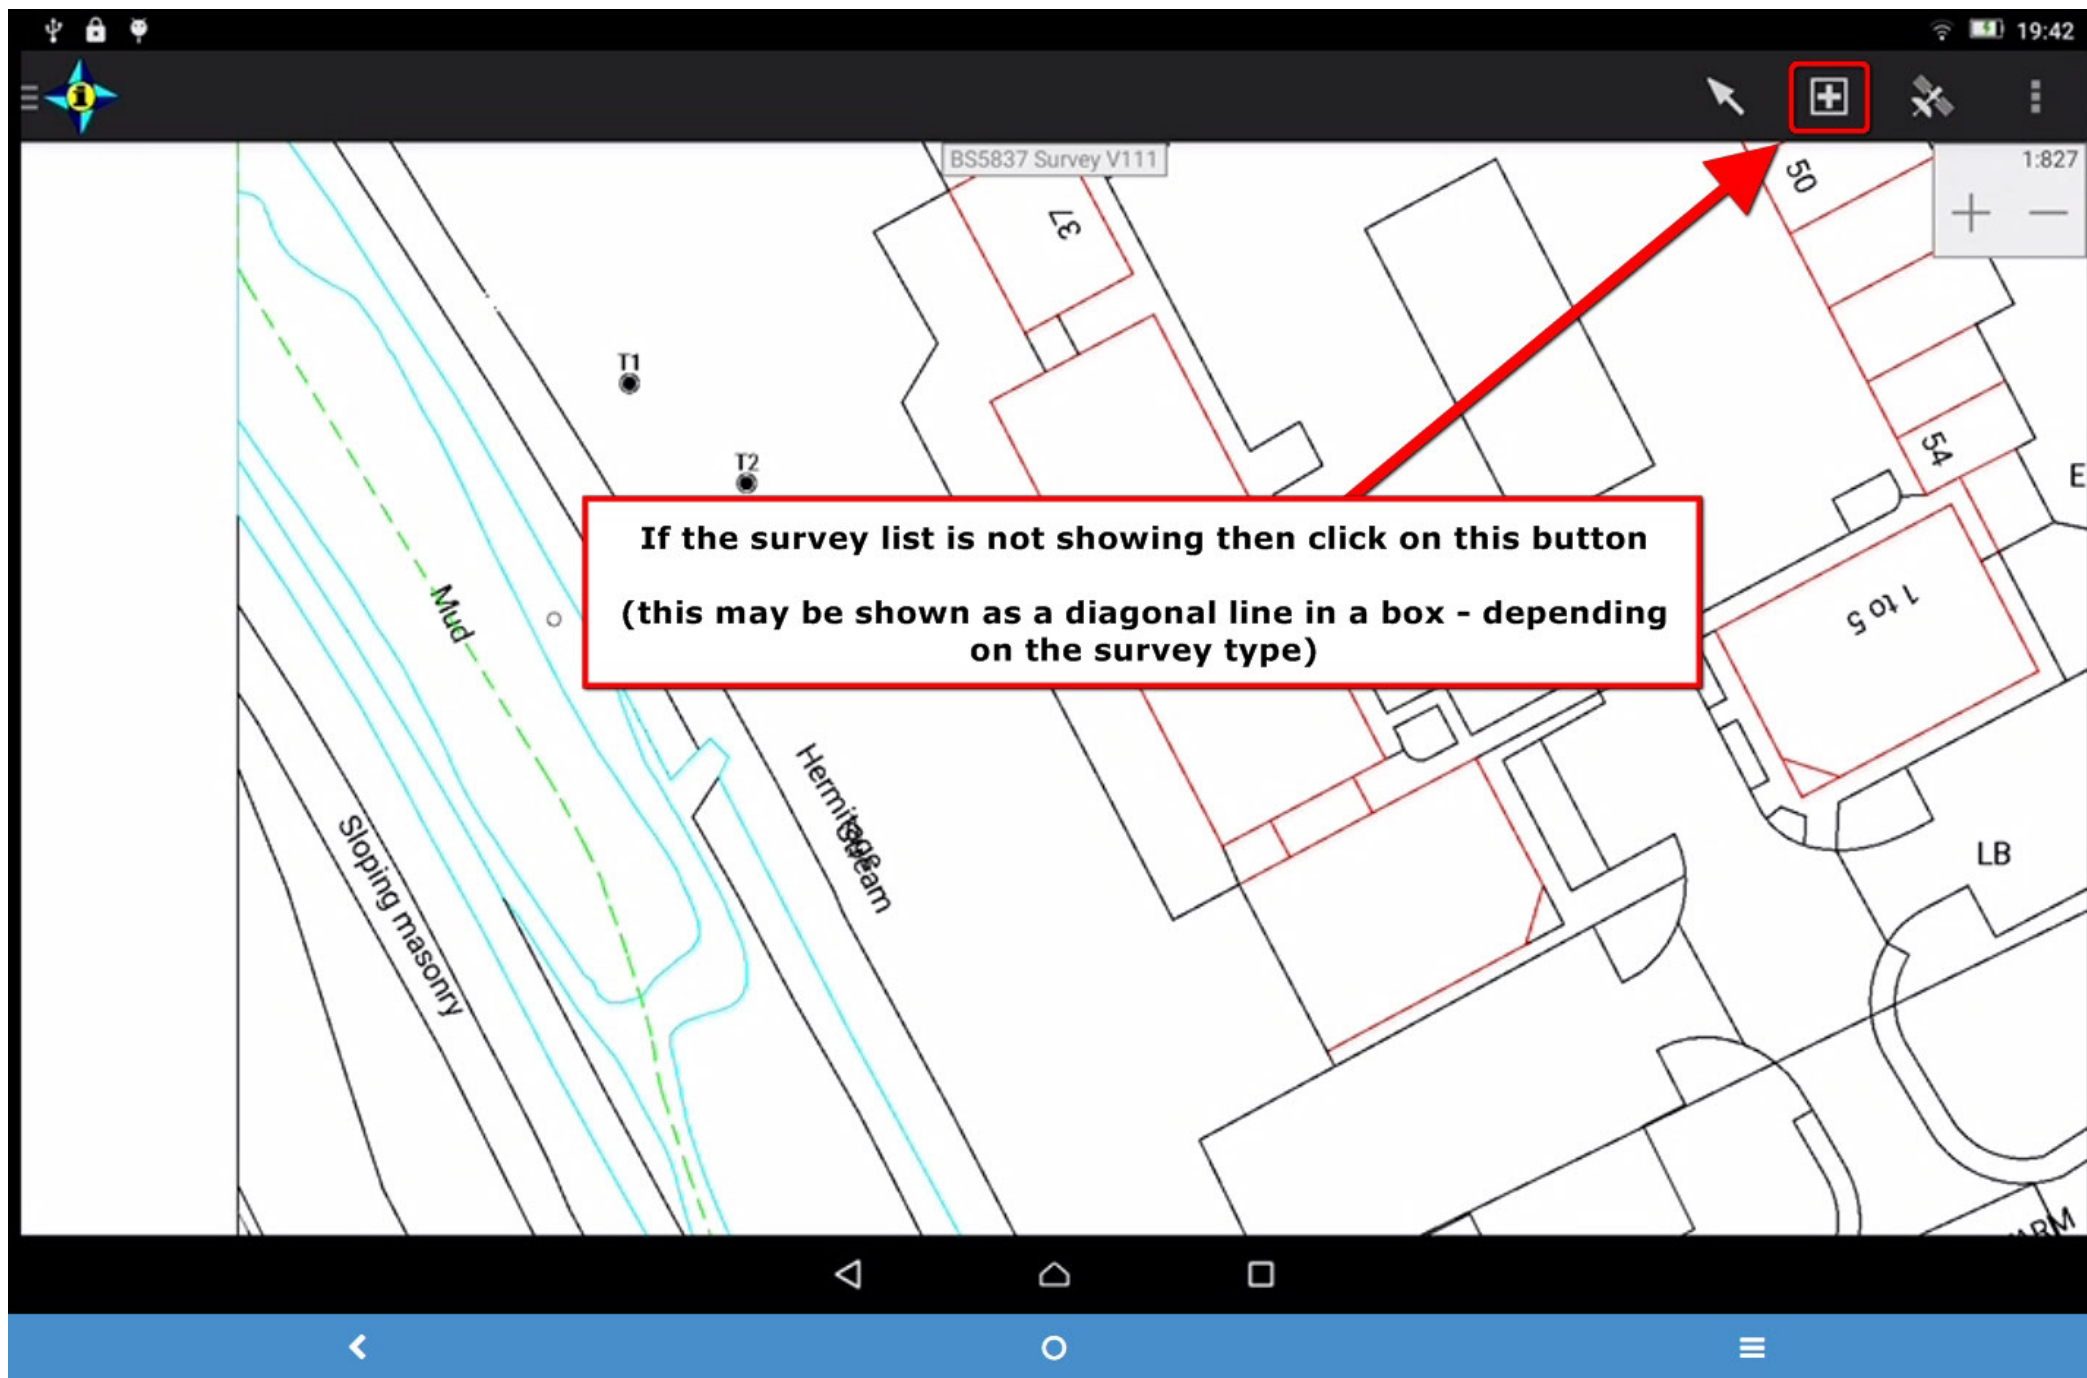 19:42
BS5837 Survey V111
1:827
50
37
T1
54
T2
E
If the survey list is not showing then click on this button
(this may be shown as a diagonal line in a box - depending
on the survey type)
1 to 5
Mud
Hermitage
Stream
Sloping masonry
LB